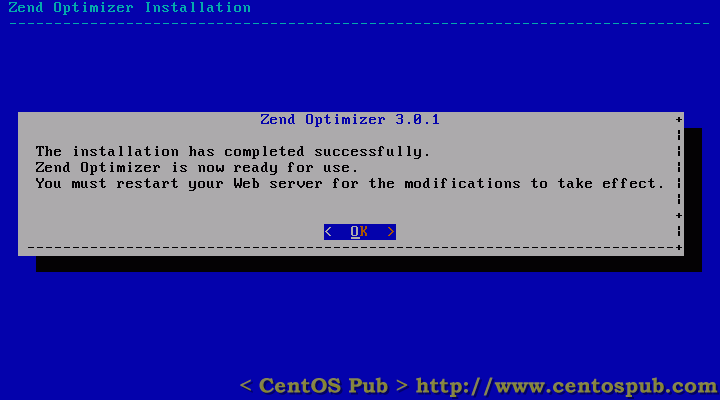 Zend Optimizer Installation
Zend Optimizer 3.0.1
The installation has completed successfully.
Zend Optimizer is now ready for use.
You must restart your Web server for the modifications to take effect.
< OK >
< CentOS Pub > http://www.centospub.com